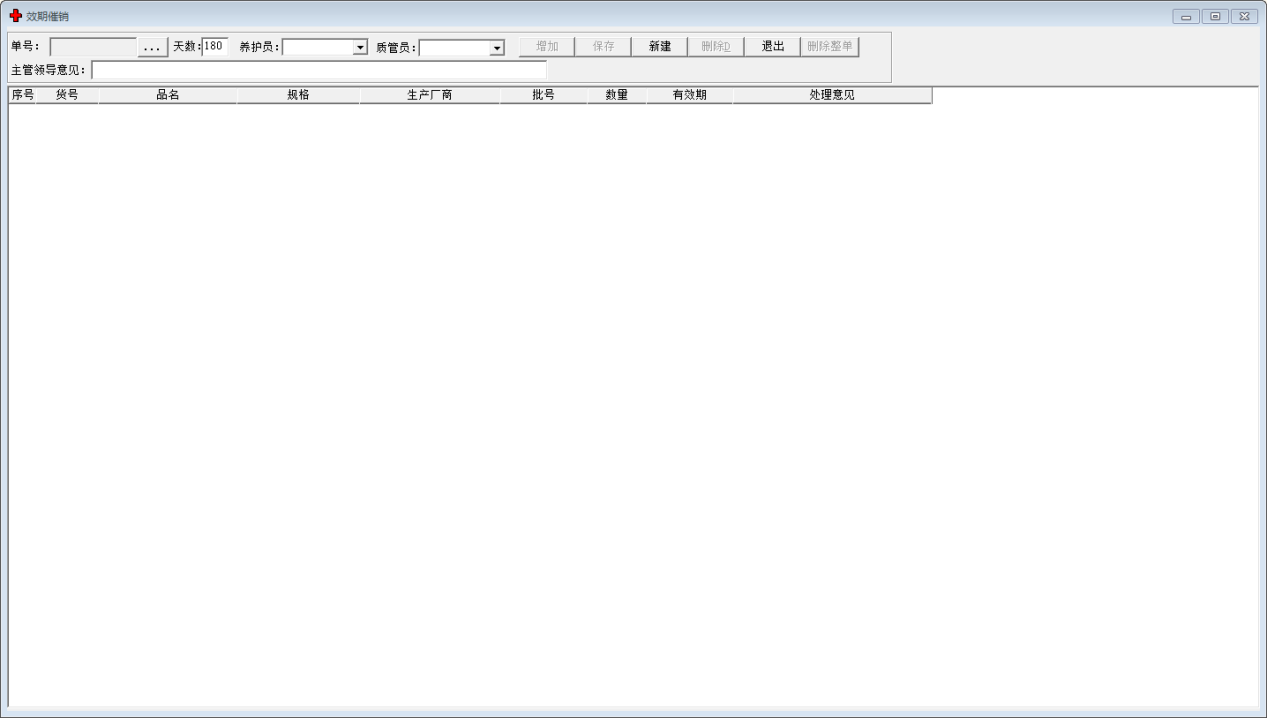 效期催销
单号： ... 天数:180 养护员: 质管员: 增加 保存 新建 删除D 退出 删除整单
主管领导意见：
序号 货号 品名 规格 生产厂商 批号 数量 有效期 处理意见